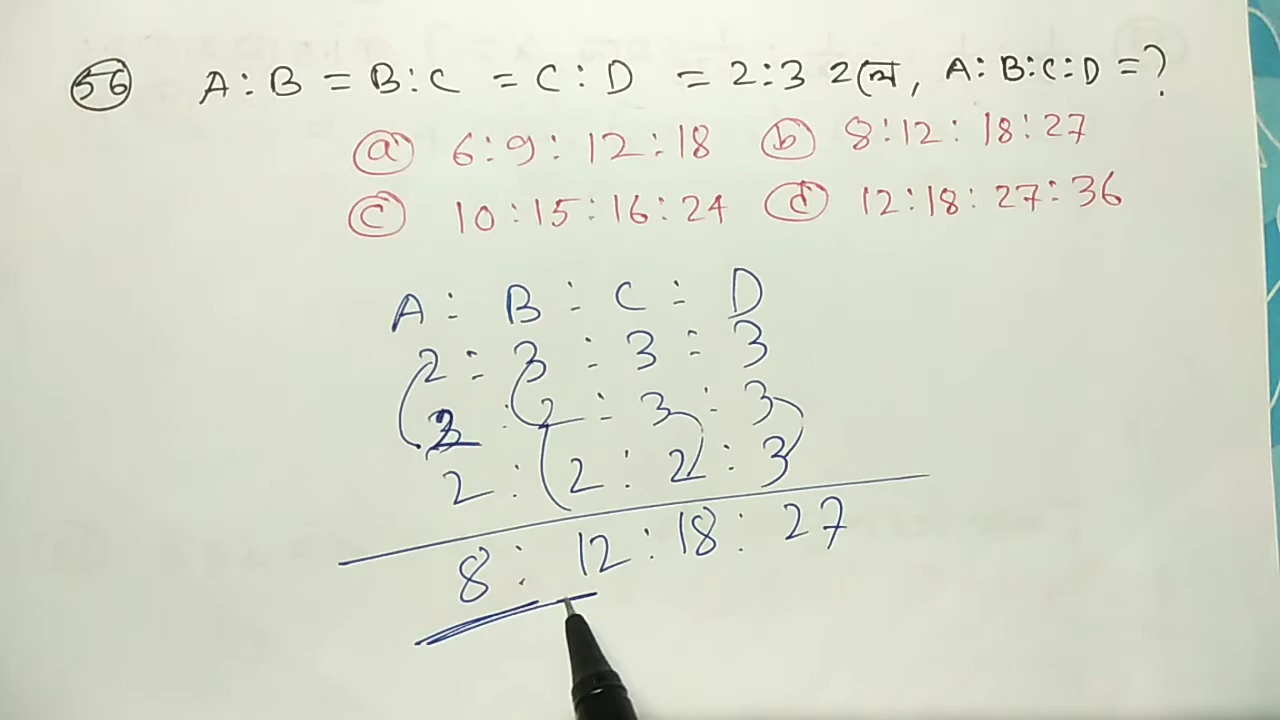 56 A : B = B : C = C : D = 2 : 3 হলে, A : B : C : D = ?
a 6 : 9 : 12 : 18 b 8 : 12 : 18 : 27
c 10 : 15 : 16 : 24 d 12 : 18 : 27 : 36
A : B : C : D
2 : 3 : 3 : 3
2 : 2 : 3 : 3
2 : 2 : 2 : 3
8 : 12 : 18 : 27